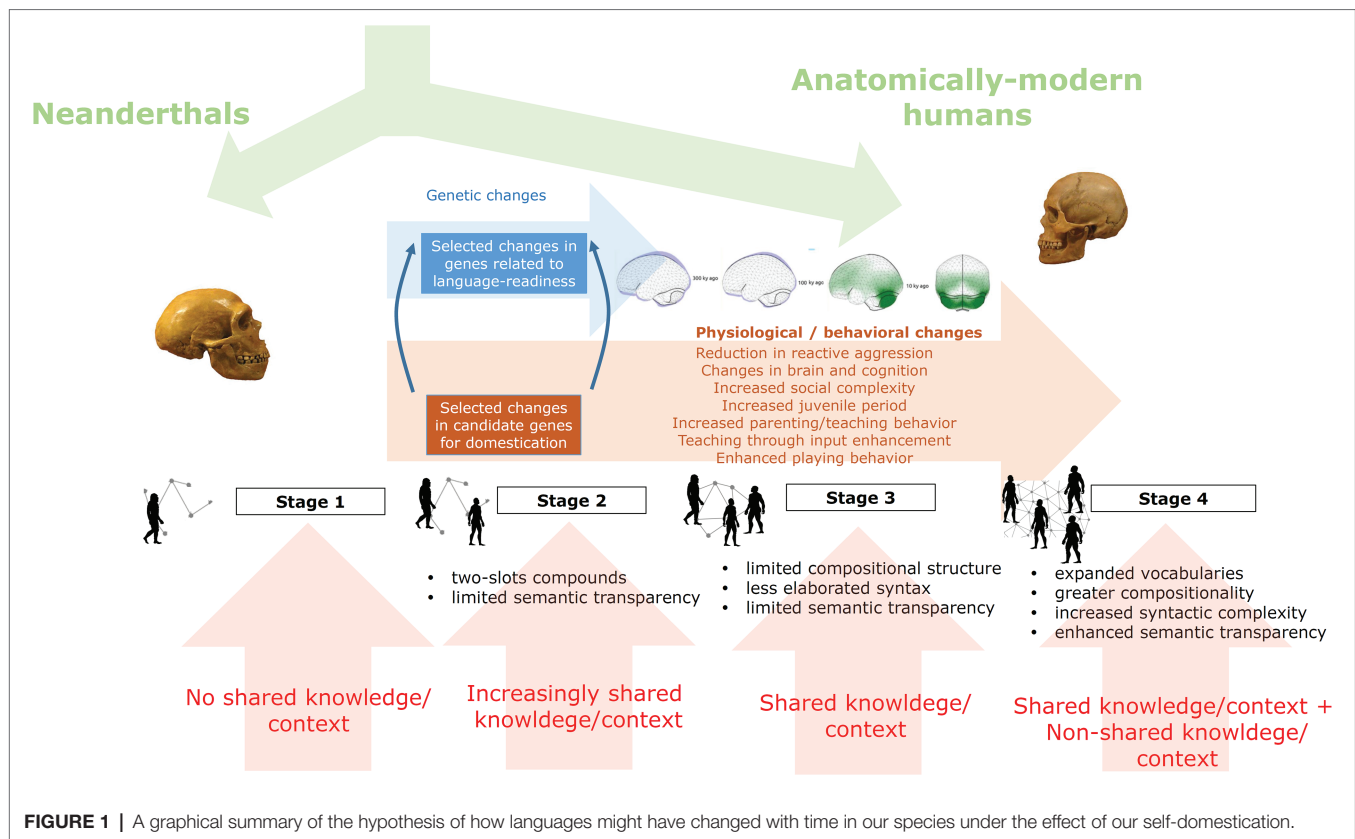 Neanderthals
Anatomically-modern
humans
Genetic changes
Selected changes in
genes related to
language-readiness
300 ky ago
100 ky ago
10 ky ago
Physiological / behavioral changes
Reduction in reactive aggression
Changes in brain and cognition
Increased social complexity
Increased juvenile period
Increased parenting/teaching behavior
Teaching through input enhancement
Enhanced playing behavior
Selected changes
in candidate genes
for domestication
Stage 1
Stage 2
Stage 3
Stage 4
• two-slots compounds
• limited semantic transparency
• limited compositional structure
• less elaborated syntax
• limited semantic transparency
• expanded vocabularies
• greater compositionality
• increased syntactic complexity
• enhanced semantic transparency
No shared knowledge/
context
Increasingly shared
knowldege/context
Shared knowldege/
context
Shared knowledge/context +
Non-shared knowldege/
context
FIGURE 1 | A graphical summary of the hypothesis of how languages might have changed with time in our species under the effect of our self-domestication.